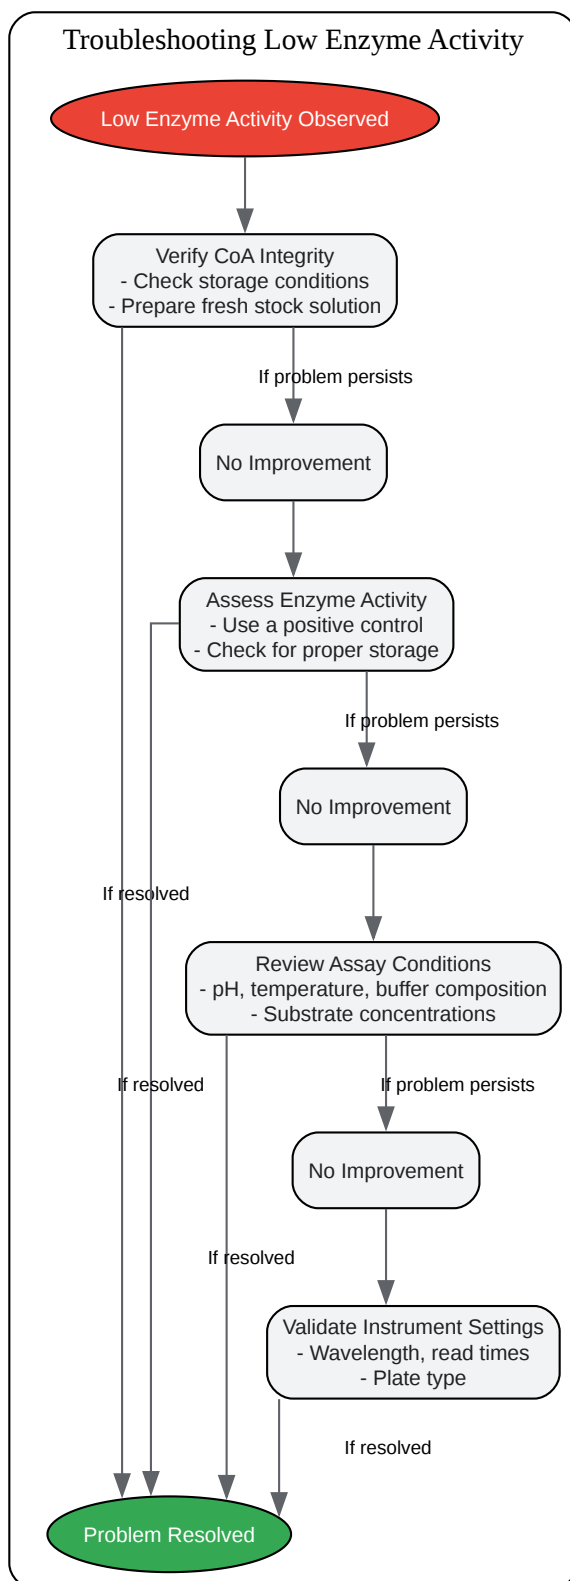 Troubleshooting Low Enzyme Activity
Low Enzyme Activity Observed
Verify CoA Integrity
- Check storage conditions
- Prepare fresh stock solution
If problem persists
No Improvement
Assess Enzyme Activity
- Use a positive control
- Check for proper storage
If problem persists
No Improvement
If resolved
Review Assay Conditions
- pH, temperature, buffer composition
- Substrate concentrations
If resolved
If problem persists
No Improvement
If resolved
Validate Instrument Settings
- Wavelength, read times
- Plate type
If resolved
Problem Resolved